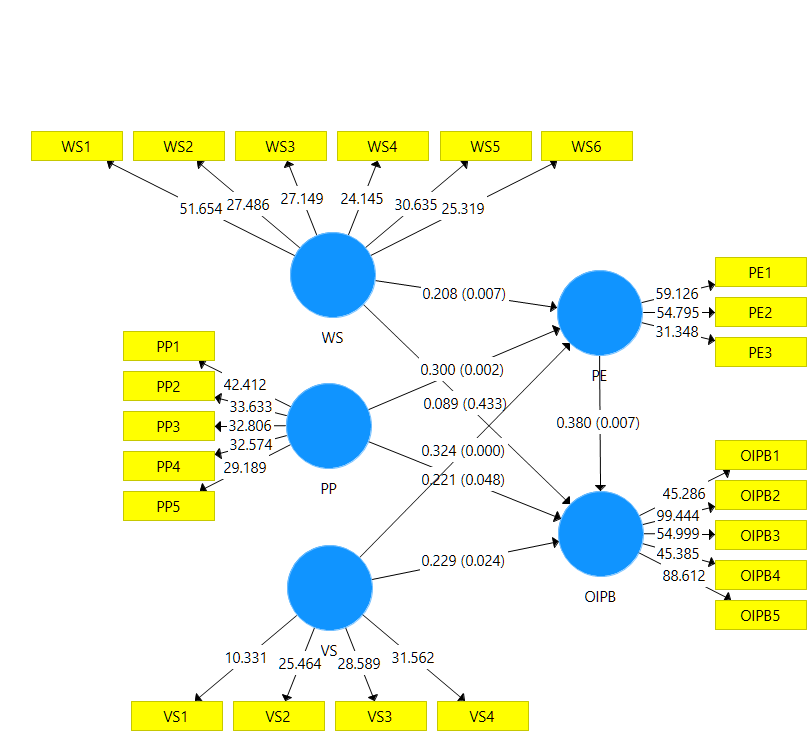 WS1 WS2 WS3 WS4 WS5 WS6
51.654 27.486 27.149 24.145 30.635 25.319
WS
0.208 (0.007)
PE1
59.126
PE2
54.795
PE3
31.348
PE
PP1
42.412
PP2
33.633
PP3
32.806
PP4
32.574
PP5
29.189
PP
0.300 (0.002)
0.089 (0.433)
0.380 (0.007)
0.324 (0.000)
0.221 (0.048)
OIPB1
45.286
OIPB2
99.444
OIPB3
54.999
OIPB4
45.385
OIPB5
88.612
OIPB
0.229 (0.024)
VS
10.331 25.464 28.589 31.562
VS1 VS2 VS3 VS4